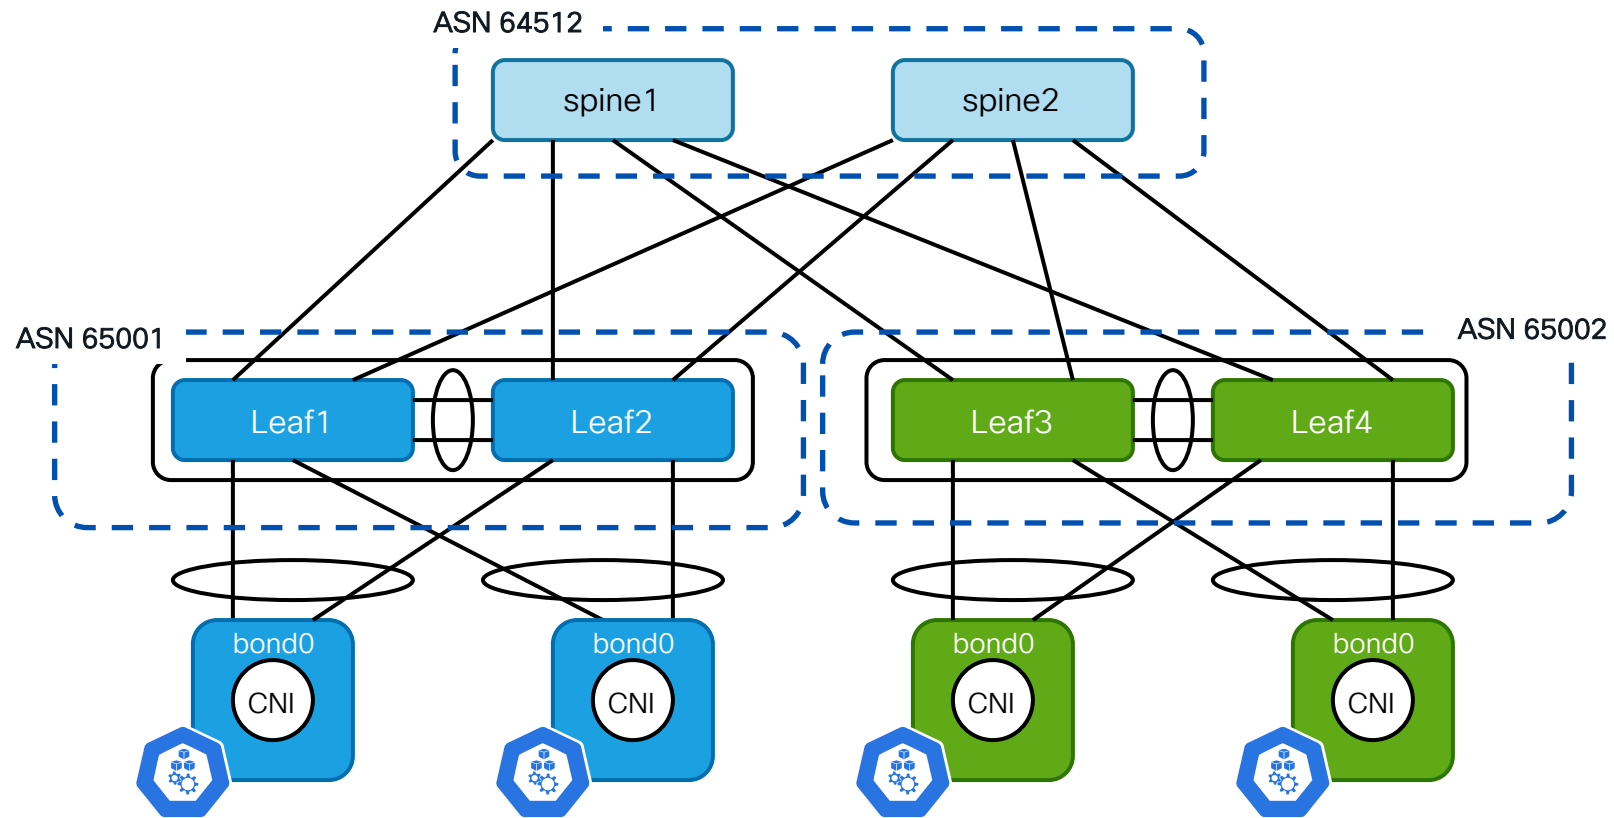 ASN 64512
spine1
spine2
ASN 65001
ASN 65002
Leaf1
Leaf2
Leaf3
Leaf4
bond0
bond0
bond0
bond0
CNI
CNI
CNI
CNI